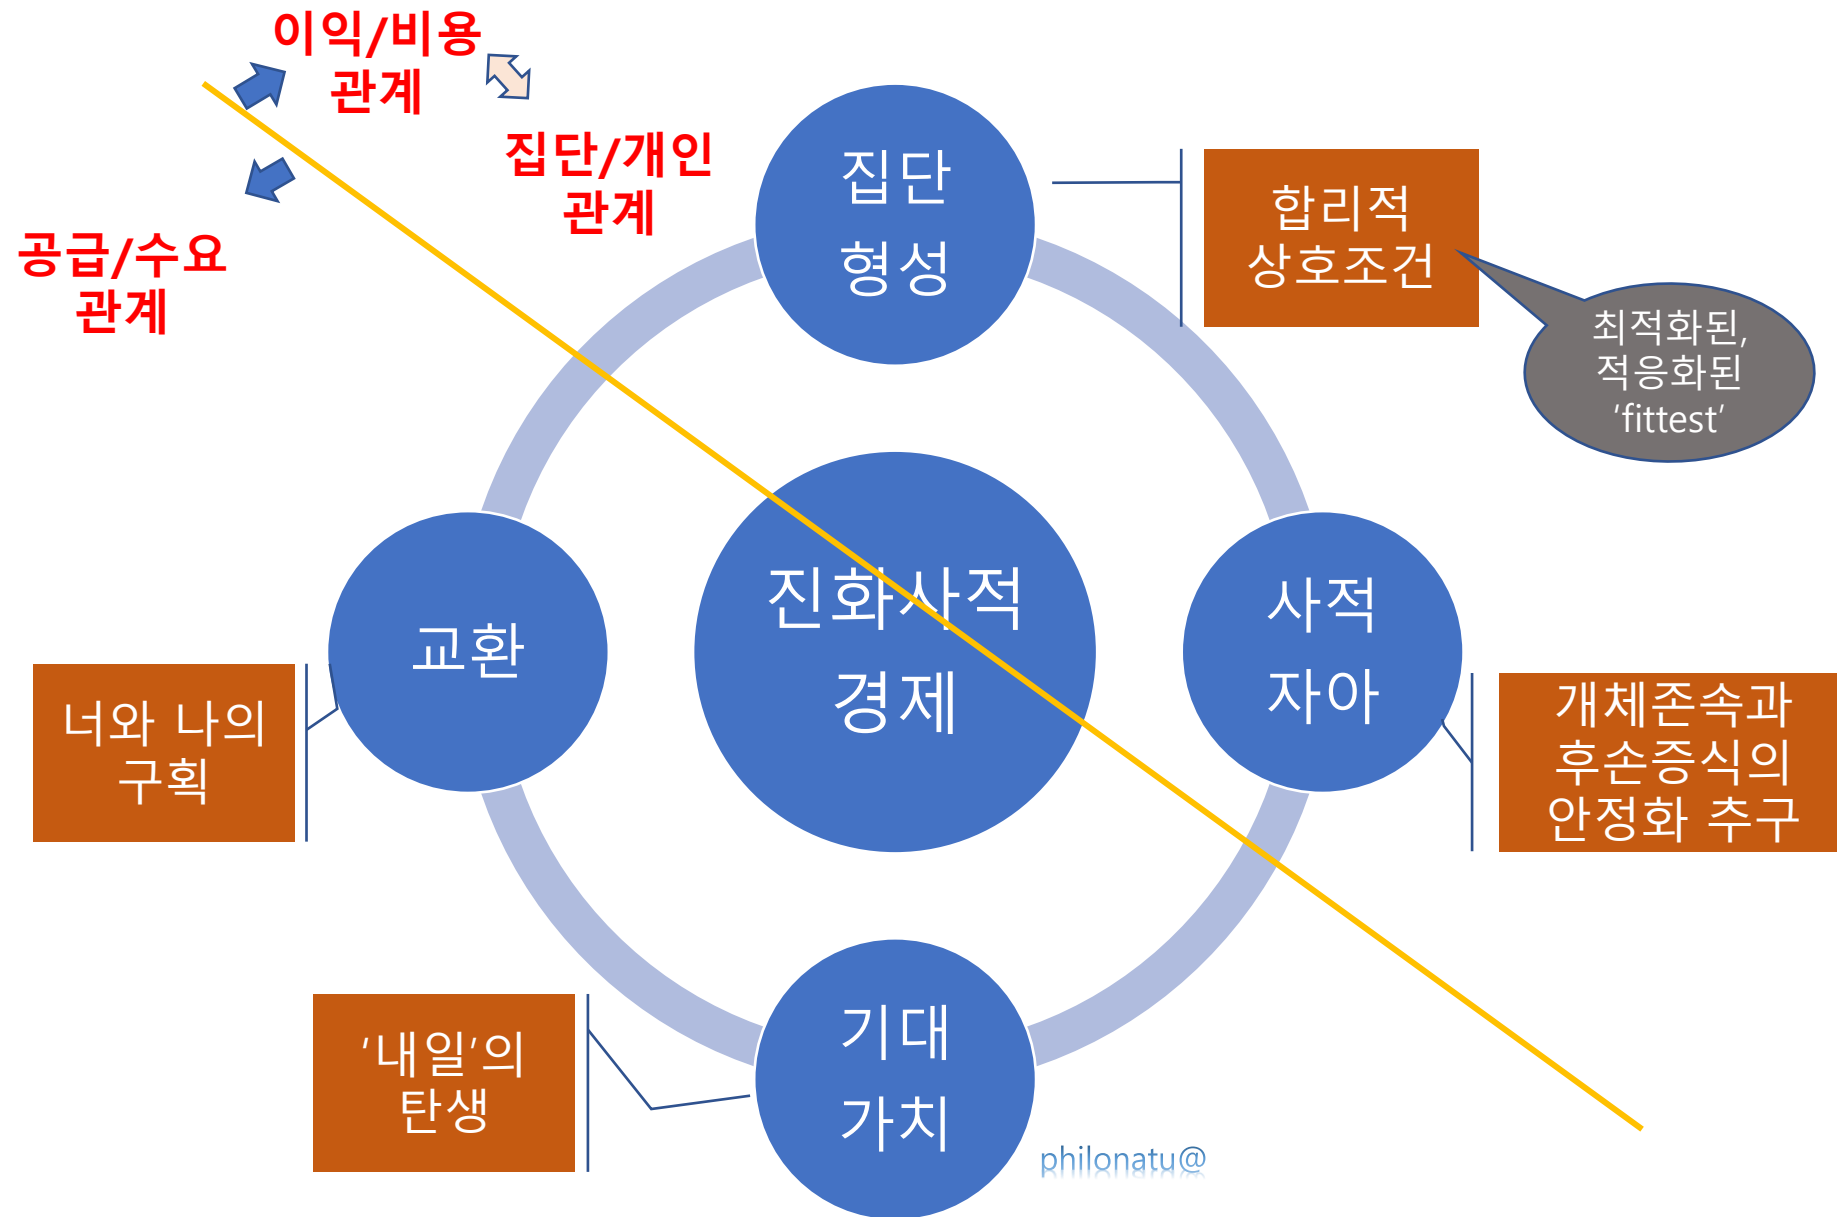 이익/비용
관계
집단/개인
관계
공급/수요
관계
집단
형성
합리적
상호조건
최적화된,
적응화된
‘fittest’
진화사적
경제
교환
사적
자아
너와 나의
구획
개체존속과
후손증식의
안정화 추구
‘내일’의
탄생
기대
가치
philonatu@